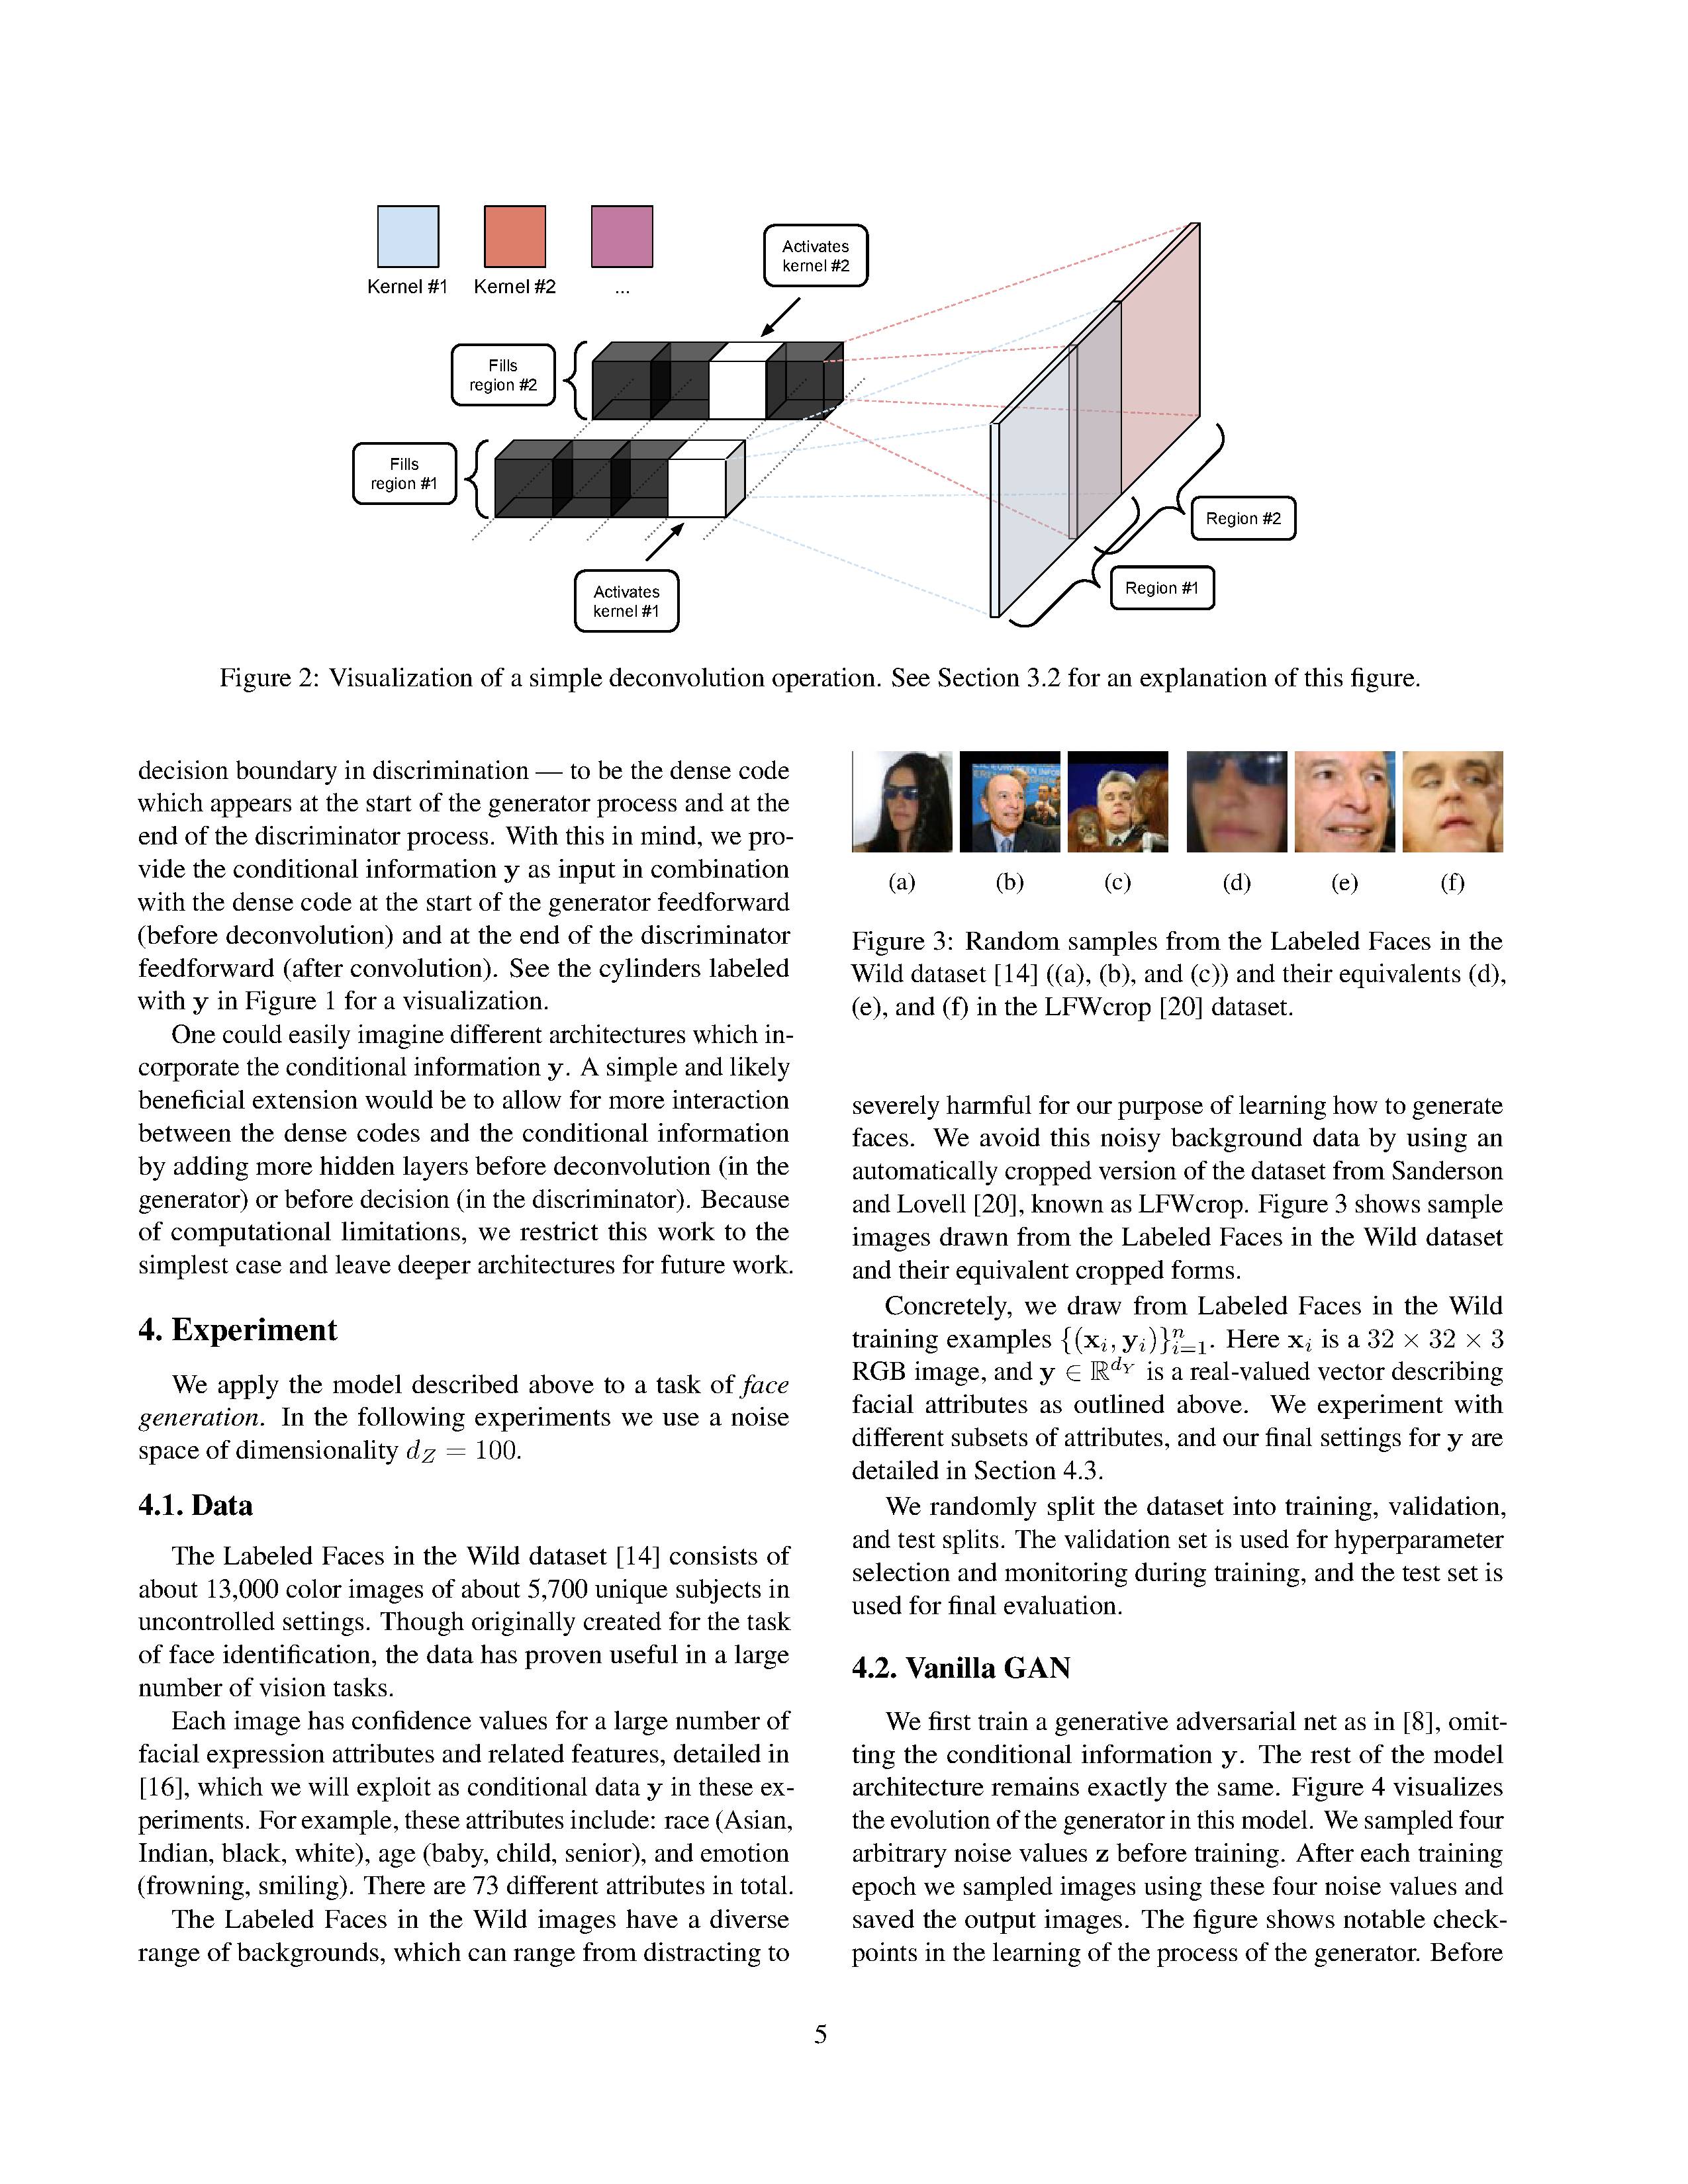 Kernel #1
Kernel #2
...
Activates
kernel #2
Fills
region #2
Fills
region #1
Activates
kernel #1
Region #2
Region #1
Figure 2: Visualization of a simple deconvolution operation. See Section 3.2 for an explanation of this figure.
decision boundary in discrimination — to be the dense code
which appears at the start of the generator process and at the
end of the discriminator process. With this in mind, we pro-
vide the conditional information y as input in combination
with the dense code at the start of the generator feedforward
(before deconvolution) and at the end of the discriminator
feedforward (after convolution). See the cylinders labeled
with y in Figure 1 for a visualization.
One could easily imagine different architectures which in-
corporate the conditional information y. A simple and likely
beneficial extension would be to allow for more interaction
between the dense codes and the conditional information
by adding more hidden layers before deconvolution (in the
generator) or before decision (in the discriminator). Because
of computational limitations, we restrict this work to the
simplest case and leave deeper architectures for future work.
4. Experiment
We apply the model described above to a task of face
generation. In the following experiments we use a noise
space of dimensionality d_Z = 100.
4.1. Data
The Labeled Faces in the Wild dataset [14] consists of
about 13,000 color images of about 5,700 unique subjects in
uncontrolled settings. Though originally created for the task
of face identification, the data has proven useful in a large
number of vision tasks.
Each image has confidence values for a large number of
facial expression attributes and related features, detailed in
[16], which we will exploit as conditional data y in these ex-
periments. For example, these attributes include: race (Asian,
Indian, black, white), age (baby, child, senior), and emotion
(frowning, smiling). There are 73 different attributes in total.
The Labeled Faces in the Wild images have a diverse
range of backgrounds, which can range from distracting to
(a) (b) (c) (d) (e) (f)
Figure 3: Random samples from the Labeled Faces in the
Wild dataset [14] ((a), (b), and (c)) and their equivalents (d),
(e), and (f) in the LFWcrop [20] dataset.
severely harmful for our purpose of learning how to generate
faces. We avoid this noisy background data by using an
automatically cropped version of the dataset from Sanderson
and Lovell [20], known as LFWcrop. Figure 3 shows sample
images drawn from the Labeled Faces in the Wild dataset
and their equivalent cropped forms.
Concretely, we draw from Labeled Faces in the Wild
training examples {(x_i, y_i)}_{i=1}^n. Here x_i is a 32 × 32 × 3
RGB image, and y ∈ ℝ^{d_Y} is a real-valued vector describing
facial attributes as outlined above. We experiment with
different subsets of attributes, and our final settings for y are
detailed in Section 4.3.
We randomly split the dataset into training, validation,
and test splits. The validation set is used for hyperparameter
selection and monitoring during training, and the test set is
used for final evaluation.
4.2. Vanilla GAN
We first train a generative adversarial net as in [8], omit-
ting the conditional information y. The rest of the model
architecture remains exactly the same. Figure 4 visualizes
the evolution of the generator in this model. We sampled four
arbitrary noise values z before training. After each training
epoch we sampled images using these four noise values and
saved the output images. The figure shows notable check-
points in the learning of the process of the generator. Before
5